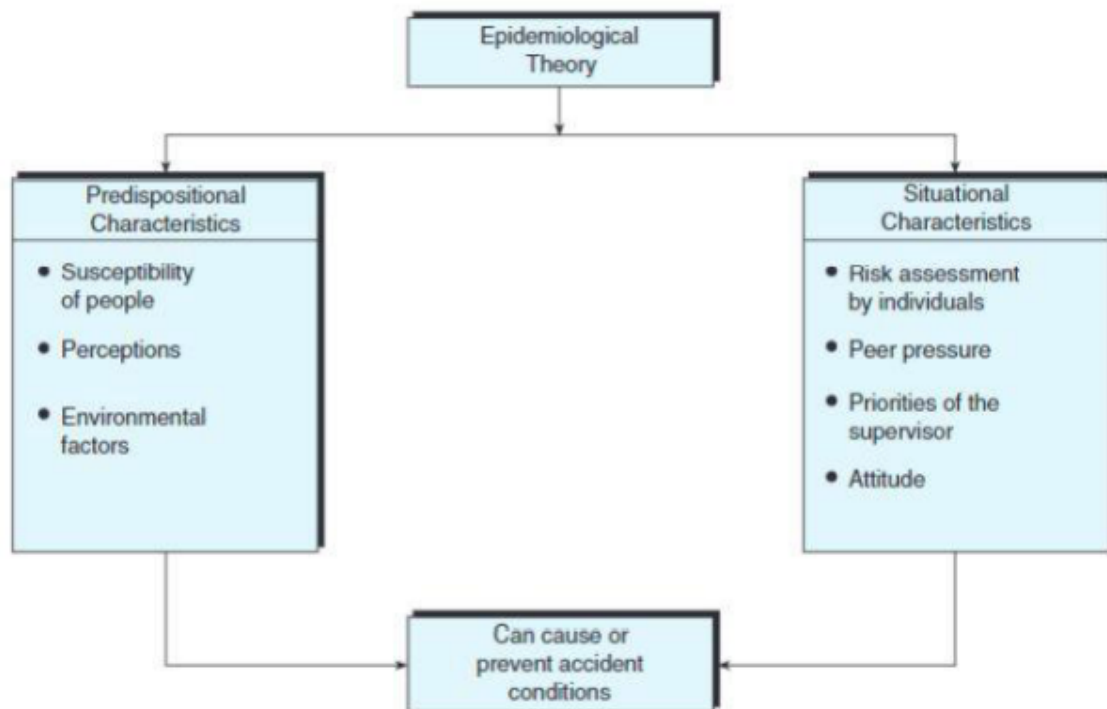 Epidemiological
Theory
Predispositional
Characteristics
• Susceptibility
of people
• Perceptions
• Environmental
factors
Situational
Characteristics
• Risk assessment
by individuals
• Peer pressure
• Priorities of the
supervisor
• Attitude
Can cause or
prevent accident
conditions